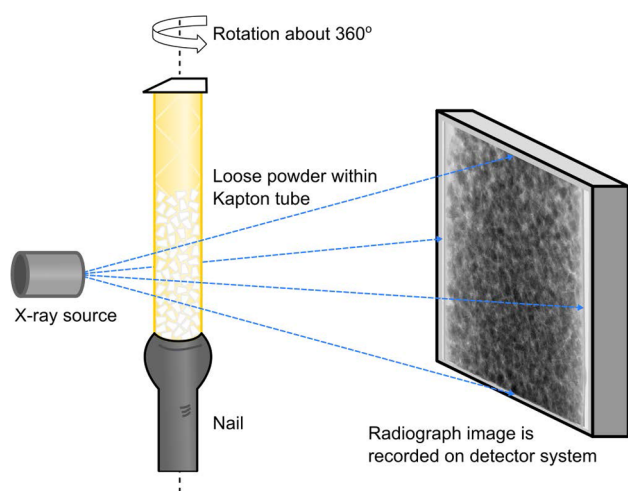 Rotation about 360º
Loose powder within
Kapton tube
X-ray source
Nail
Radiograph image is
recorded on detector system